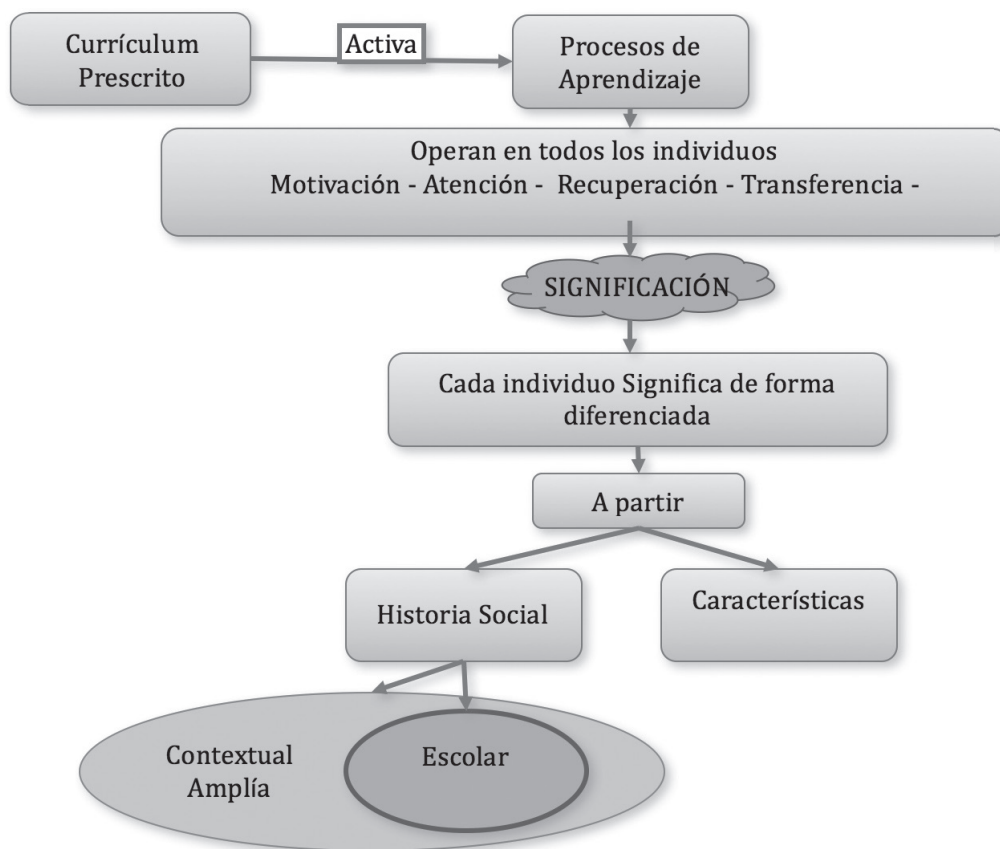 Currículum
Prescrito
Activa
Procesos de
Aprendizaje
Operan en todos los individuos
Motivación - Atención - Recuperación - Transferencia -
SIGNIFICACIÓN
Cada individuo Significa de forma
diferenciada
A partir
Historia Social
Características
Contextual
Amplía
Escolar